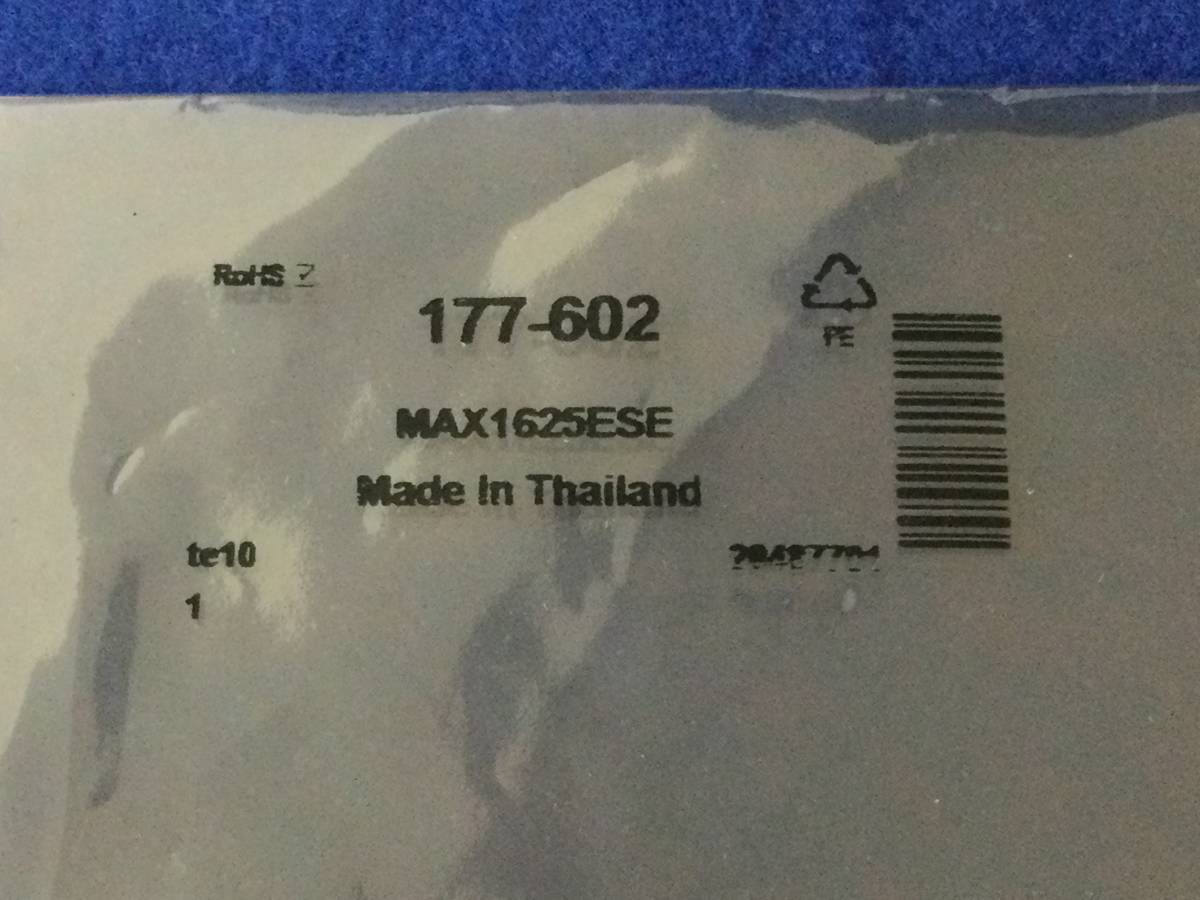 RoHS
177-602
PE
MAX1625ESE
Made In Thailand
te10
1